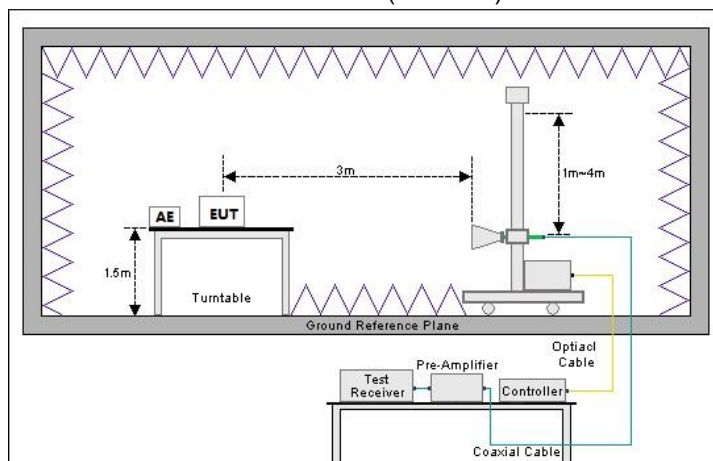 3m
1m~4m
AE
EUT
1.5m
Turntable
Ground Reference Plane
Optiacl
Cable
Pre-Amplifier
Test
Receiver
Controller
Coaxial Cable